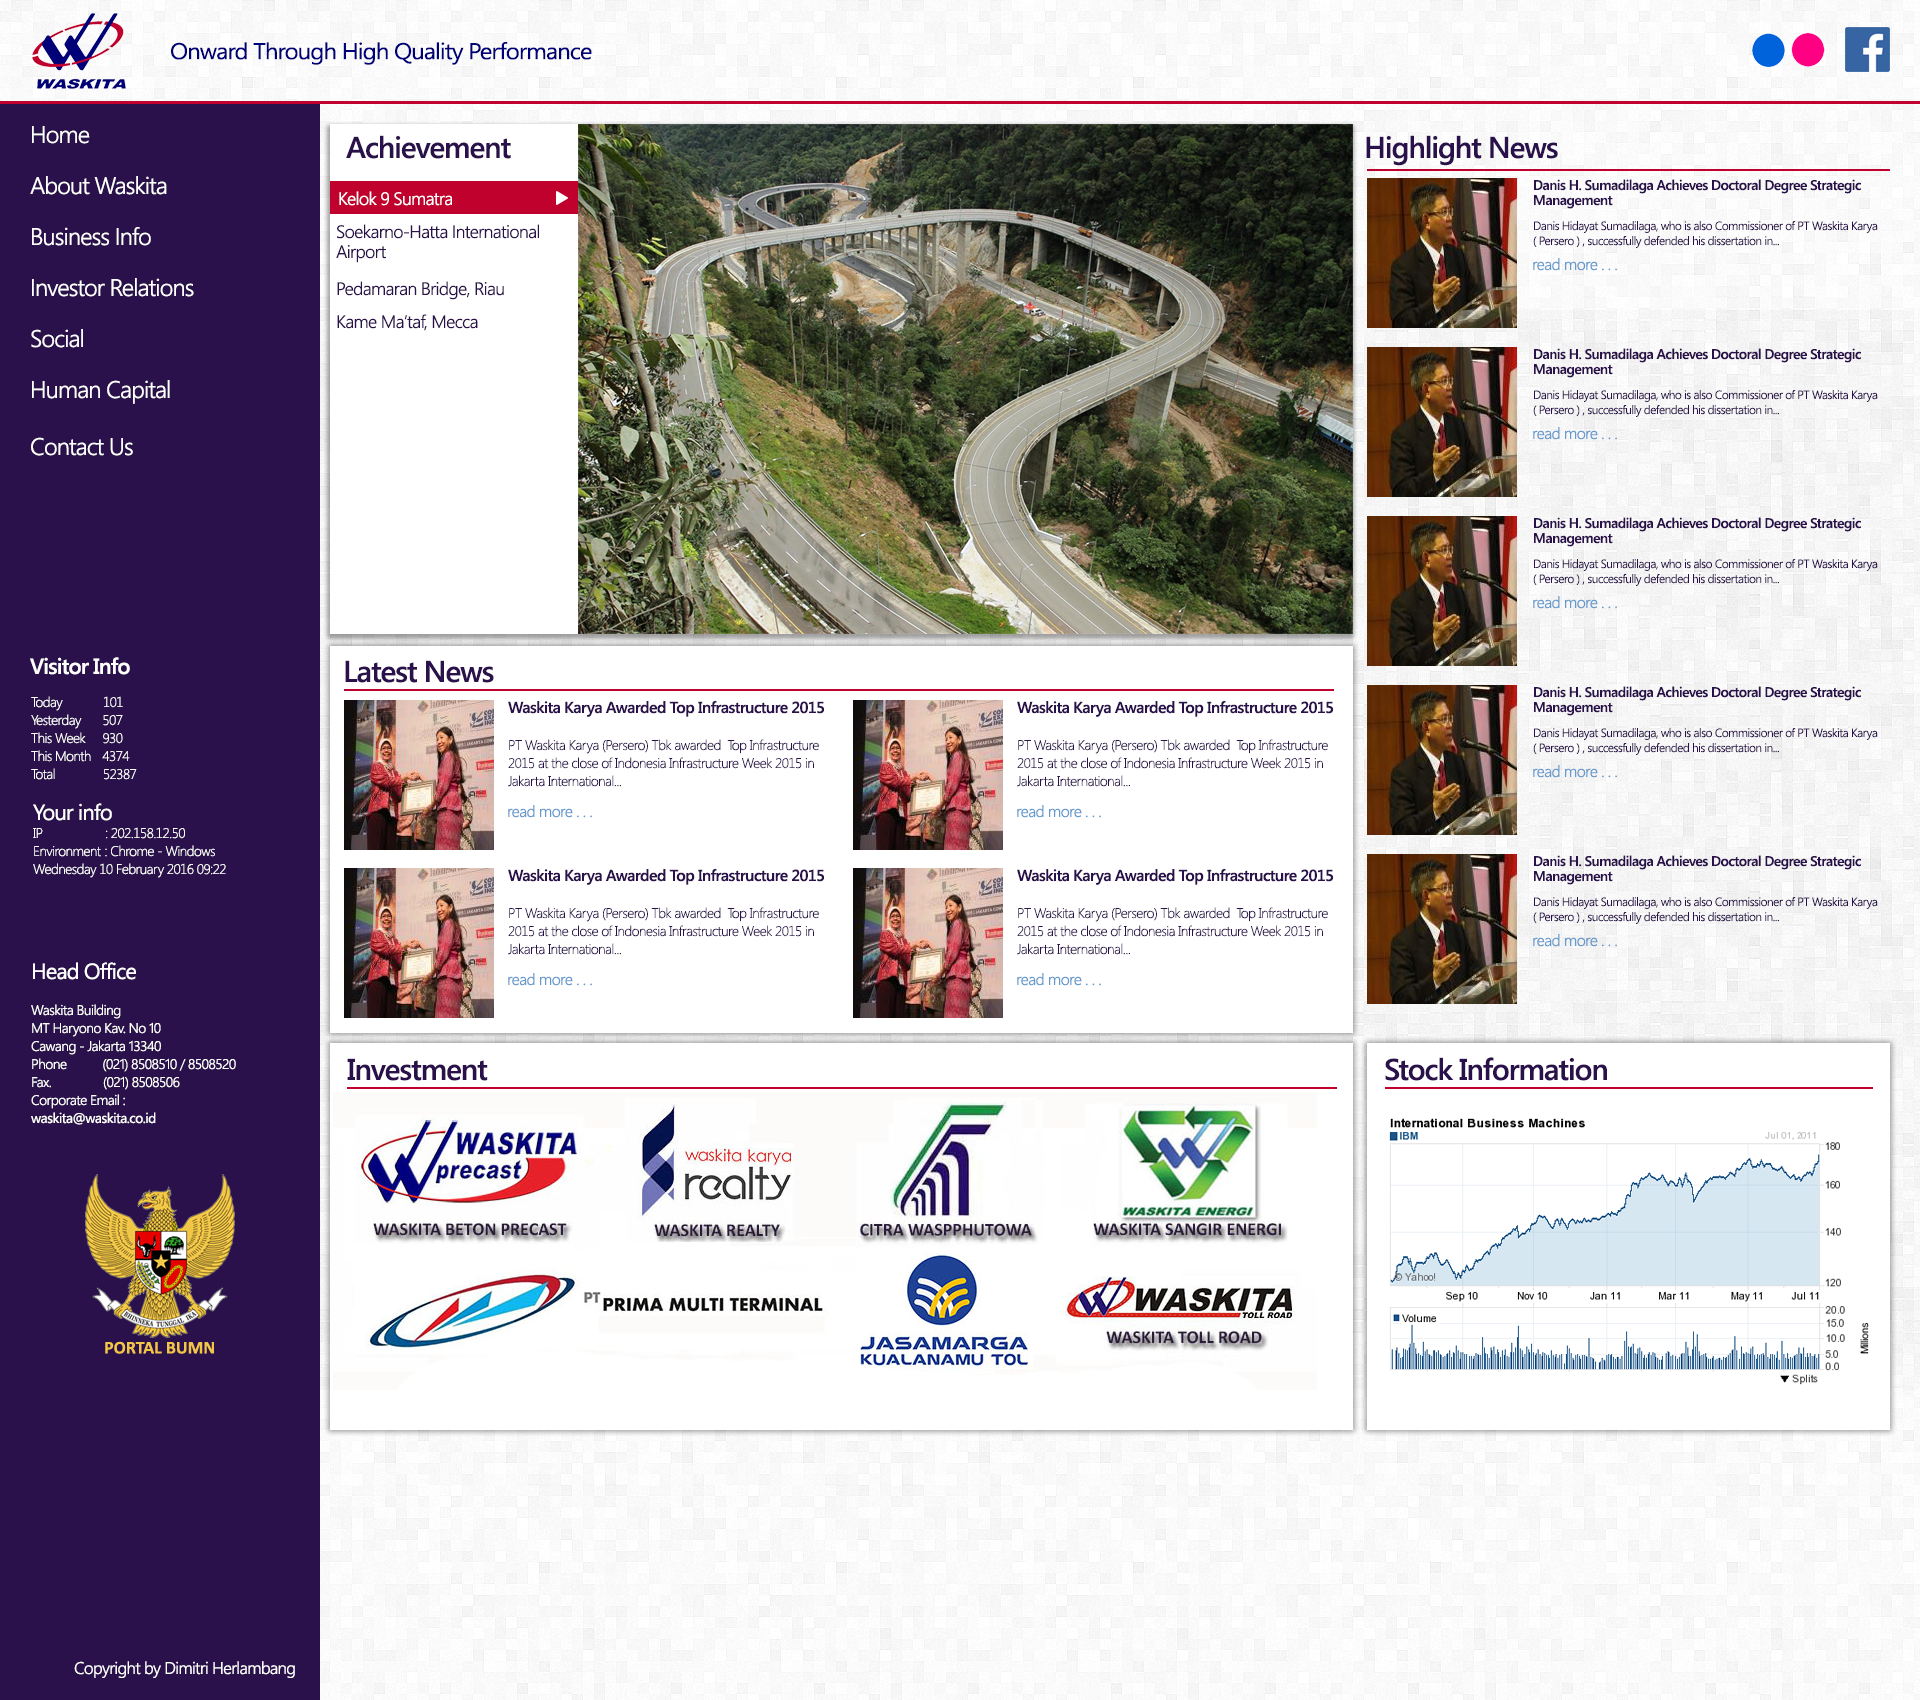 WASKITA
Onward Through High Quality Performance
Home
About Waskita
Business Info
Investor Relations
Social
Human Capital
Contact Us
Visitor Info
Today 101
Yesterday 507
This Week 930
This Month 4374
Total 52387
Your info
IP : 202.158.12.50
Environment : Chrome - Windows
Wednesday 10 February 2016 09:22
Head Office
Waskita Building
MT Haryono Kav. No 10
Cawang - Jakarta 13340
Phone (021) 8508510 / 8508520
Fax. (021) 8508506
Corporate Email :
waskita@waskita.co.id
BHINNEKA TUNGGAL IKA
PORTAL BUMN
Copyright by Dimitri Herlambang
Achievement
Kelok 9 Sumatra
Soekarno-Hatta International
Airport
Pedamaran Bridge, Riau
Kame Ma'taf, Mecca
Latest News
Waskita Karya Awarded Top Infrastructure 2015
PT Waskita Karya (Persero) Tbk awarded Top Infrastructure
2015 at the close of Indonesia Infrastructure Week 2015 in
Jakarta International...
read more . . .
Waskita Karya Awarded Top Infrastructure 2015
PT Waskita Karya (Persero) Tbk awarded Top Infrastructure
2015 at the close of Indonesia Infrastructure Week 2015 in
Jakarta International...
read more . . .
Waskita Karya Awarded Top Infrastructure 2015
PT Waskita Karya (Persero) Tbk awarded Top Infrastructure
2015 at the close of Indonesia Infrastructure Week 2015 in
Jakarta International...
read more . . .
Waskita Karya Awarded Top Infrastructure 2015
PT Waskita Karya (Persero) Tbk awarded Top Infrastructure
2015 at the close of Indonesia Infrastructure Week 2015 in
Jakarta International...
read more . . .
Investment
WASKITA
precast
WASKITA BETON PRECAST
waskita karya
realty
WASKITA REALTY
CITRA WASPPHUTOWA
WASKITA ENERGI
WASKITA SANGIR ENERGI
PT PRIMA MULTI TERMINAL
JASAMARGA
KUALANAMU TOL
WASKITA
TOLL ROAD
WASKITA TOLL ROAD
Highlight News
Danis H. Sumadilaga Achieves Doctoral Degree Strategic
Management
Danis Hidayat Sumadilaga, who is also Commissioner of PT Waskita Karya
( Persero ) , successfully defended his dissertation in...
read more . . .
Danis H. Sumadilaga Achieves Doctoral Degree Strategic
Management
Danis Hidayat Sumadilaga, who is also Commissioner of PT Waskita Karya
( Persero ) , successfully defended his dissertation in...
read more . . .
Danis H. Sumadilaga Achieves Doctoral Degree Strategic
Management
Danis Hidayat Sumadilaga, who is also Commissioner of PT Waskita Karya
( Persero ) , successfully defended his dissertation in...
read more . . .
Danis H. Sumadilaga Achieves Doctoral Degree Strategic
Management
Danis Hidayat Sumadilaga, who is also Commissioner of PT Waskita Karya
( Persero ) , successfully defended his dissertation in...
read more . . .
Danis H. Sumadilaga Achieves Doctoral Degree Strategic
Management
Danis Hidayat Sumadilaga, who is also Commissioner of PT Waskita Karya
( Persero ) , successfully defended his dissertation in...
read more . . .
Stock Information
International Business Machines
IBM
Jul 01, 2011
180
160
140
120
© Yahoo!
Sep 10 Nov 10 Jan 11 Mar 11 May 11 Jul 11
Volume
20.0
15.0
10.0
5.0
0.0
Millions
Splits